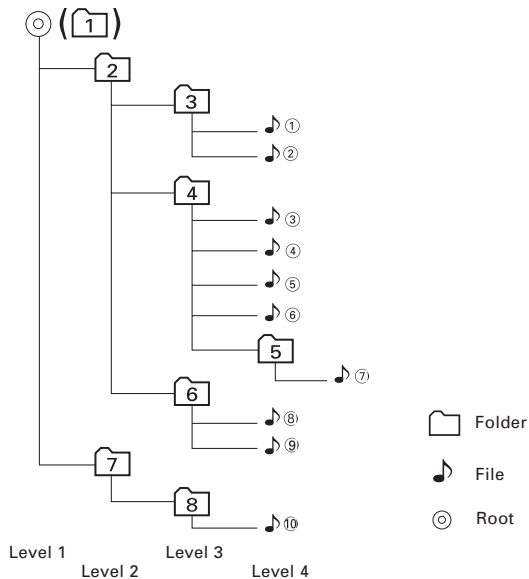 (1)
2
3
①
②
4
③
④
⑤
⑥
5
⑦
6
⑧
⑨
7
8
⑩
Folder
File
Root
Level 1
Level 2
Level 3
Level 4